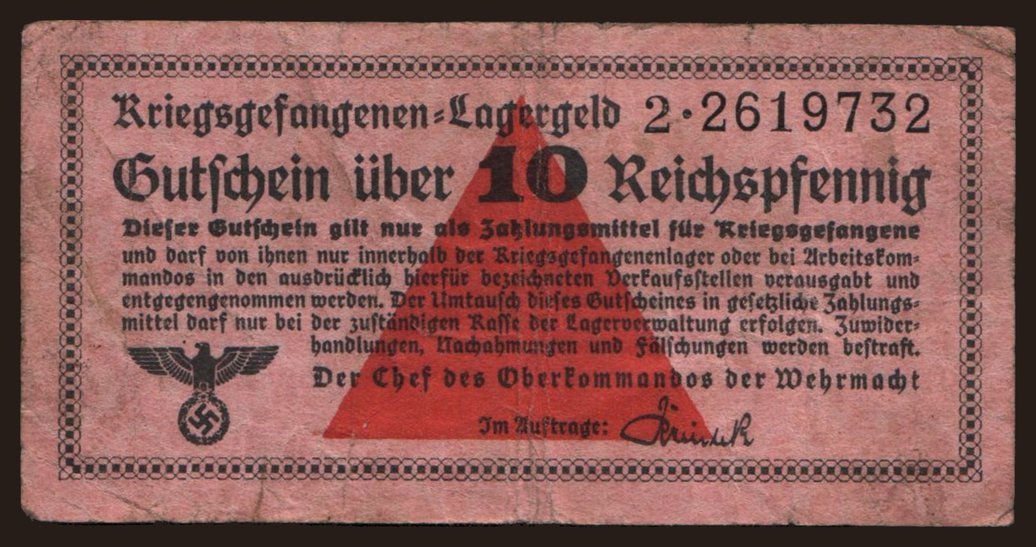 Kriegsgefangenen-Lagergeld 2·2619732
Gutschein über 10 Reichspfennig
Dieser Gutschein gilt nur als Zahlungsmittel für Kriegsgefangene
und darf von ihnen nur innerhalb der Kriegsgefangenenlager oder bei Arbeitskom-
mandos in den ausdrücklich hierfür bezeichneten Verkaufsstellen verausgabt und
entgegengenommen werden. Der Umtausch dieses Gutscheines in gesetzliche Zahlungs-
mittel darf nur bei der zuständigen Kasse der Lagerverwaltung erfolgen. Zuwider-
handlungen, Nachahmungen und Fälschungen werden bestraft.
Der Chef des Oberkommandos der Wehrmacht
Im Auftrage: